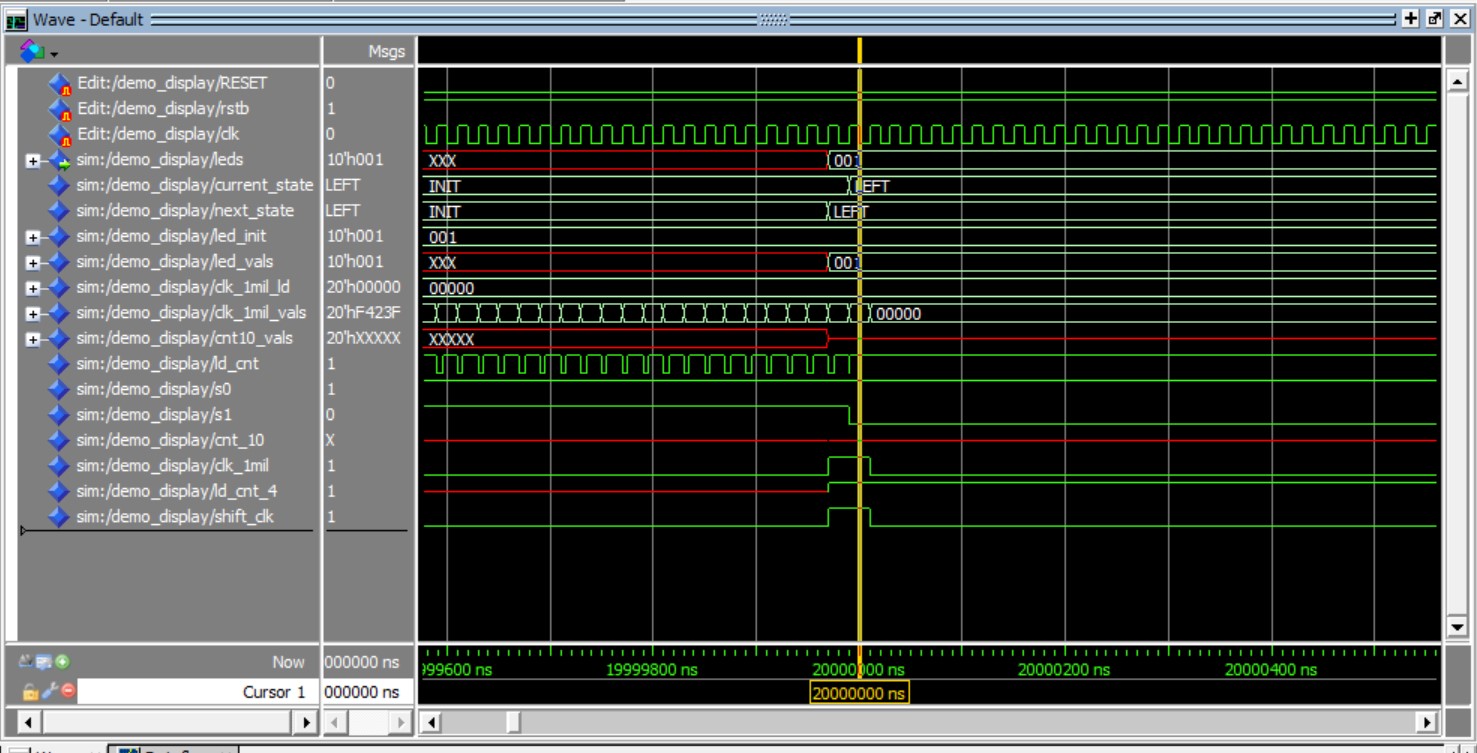 Wave - Default
Msgs
Edit:/demo_display/RESET 0
Edit:/demo_display/rstb 1
Edit:/demo_display/clk 0
sim:/demo_display/leds 10'h001 XXX 001
sim:/demo_display/current_state LEFT INIT LEFT
sim:/demo_display/next_state LEFT INIT LEFT
sim:/demo_display/led_init 10'h001 001
sim:/demo_display/led_vals 10'h001 XXX 001
sim:/demo_display/clk_1mil_ld 20'h00000 00000
sim:/demo_display/clk_1mil_vals 20'hF423F 00000
sim:/demo_display/cnt10_vals 20'hXXXXX XXXXX
sim:/demo_display/ld_cnt 1
sim:/demo_display/s0 1
sim:/demo_display/s1 0
sim:/demo_display/cnt_10 X
sim:/demo_display/clk_1mil 1
sim:/demo_display/ld_cnt_4 1
sim:/demo_display/shift_clk 1
Now 000000 ns 999600 ns 19999800 ns 20000000 ns 20000200 ns 20000400 ns
Cursor 1 000000 ns 20000000 ns